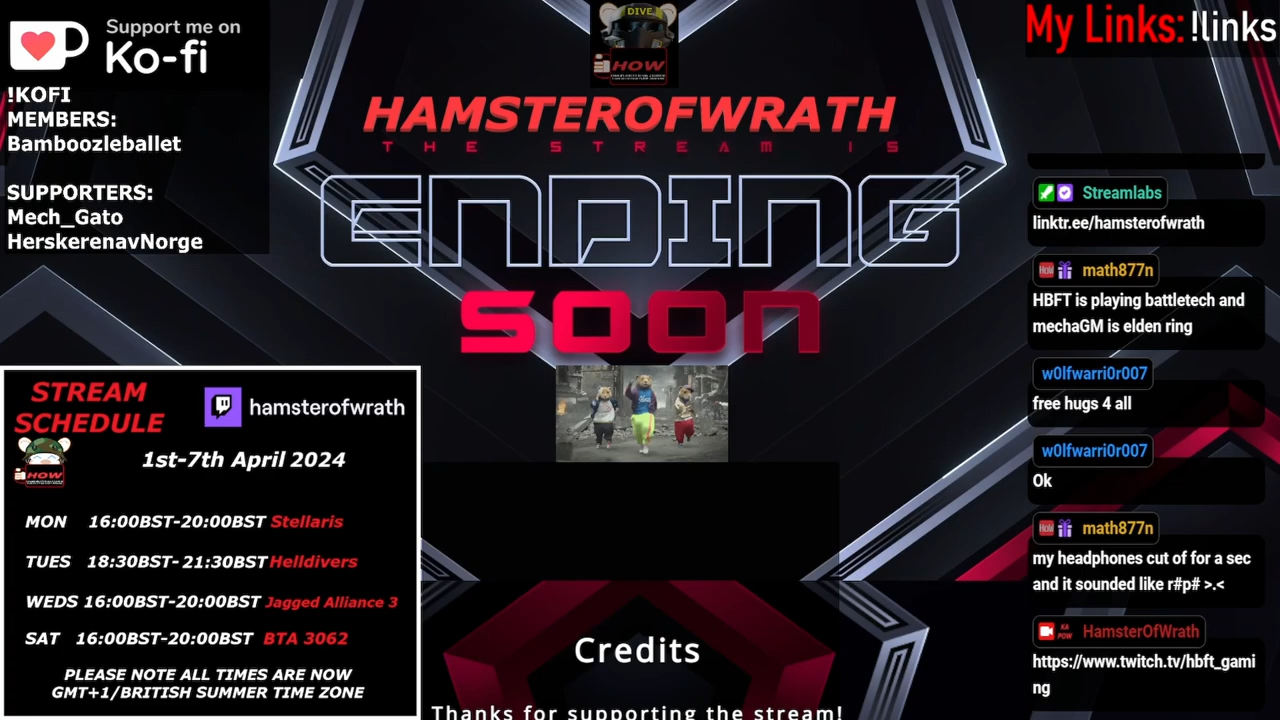 Support me on
Ko-fi
!KOFI
MEMBERS:
Bamboozleballet
SUPPORTERS:
Mech_Gato
HerskerenavNorge
DIVE
HOW
HAMSTEROFWRATH
THE STREAM IS
ENDING
SOON
My Links: !links
Streamlabs
linktr.ee/hamsterofwrath
math877n
HBFT is playing battletech and
mechaGM is elden ring
w0lfwarri0r007
free hugs 4 all
w0lfwarri0r007
Ok
math877n
my headphones cut of for a sec
and it sounded like r#p# >.<
KA
POW
HamsterOfWrath
https://www.twitch.tv/hbft_gami
ng
STREAM
SCHEDULE
hamsterofwrath
HOW
1st-7th April 2024
MON 16:00BST-20:00BST Stellaris
TUES 18:30BST-21:30BST Helldivers
WEDS 16:00BST-20:00BST Jagged Alliance 3
SAT 16:00BST-20:00BST BTA 3062
PLEASE NOTE ALL TIMES ARE NOW
GMT+1/BRITISH SUMMER TIME ZONE
Credits
Thanks for supporting the stream!